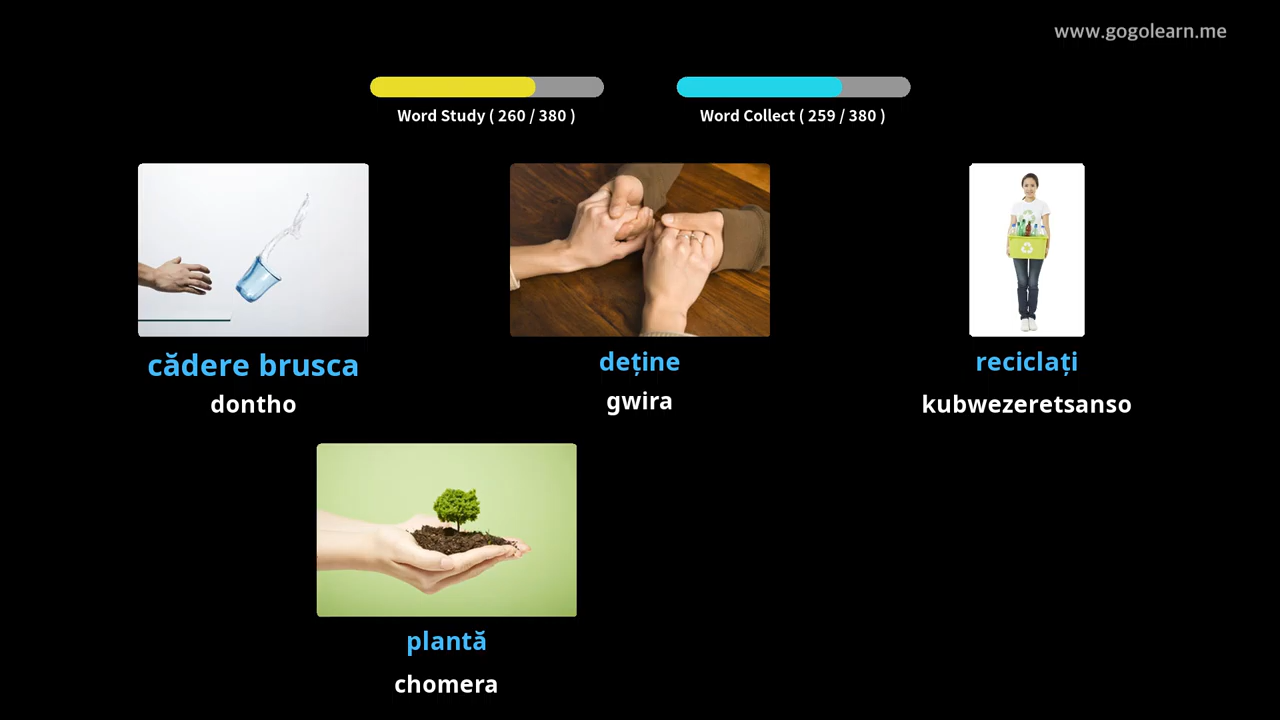 www.gogolearn.me
Word Study ( 260 / 380 )
Word Collect ( 259 / 380 )
cădere brusca
dontho
deține
gwira
reciclați
kubwezeretsanso
plantă
chomera